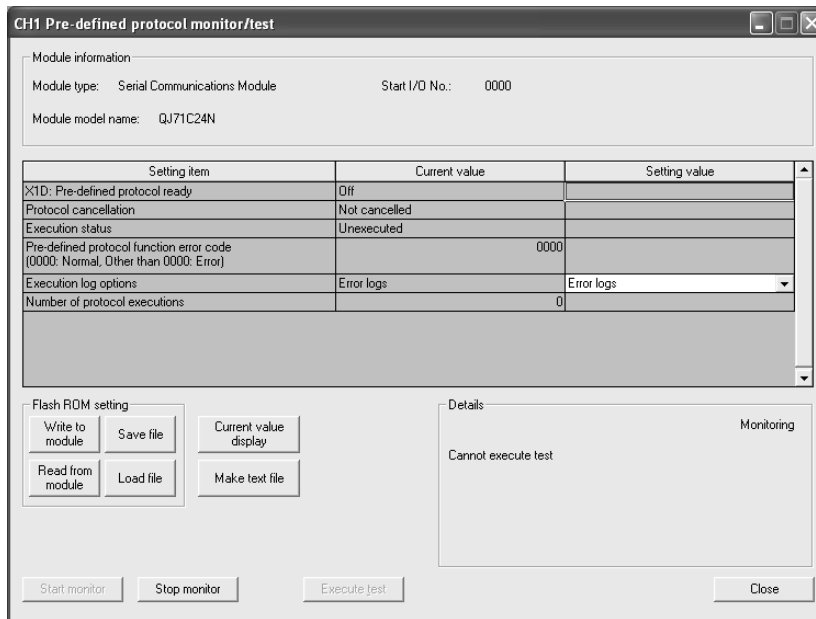 CH1 Pre-defined protocol monitor/test
Module information
Module type: Serial Communications Module Start I/O No.: 0000
Module model name: QJ71C24N
Setting item Current value Setting value
X1D: Pre-defined protocol ready Off
Protocol cancellation Not cancelled
Execution status Unexecuted
Pre-defined protocol function error code
(0000: Normal, Other than 0000: Error) 0000
Execution log options Error logs Error logs
Number of protocol executions 0
Flash ROM setting
Write to
module
Save file
Current value
display
Read from
module
Load file
Make text file
Details
Monitoring
Cannot execute test
Start monitor Stop monitor Execute test Close